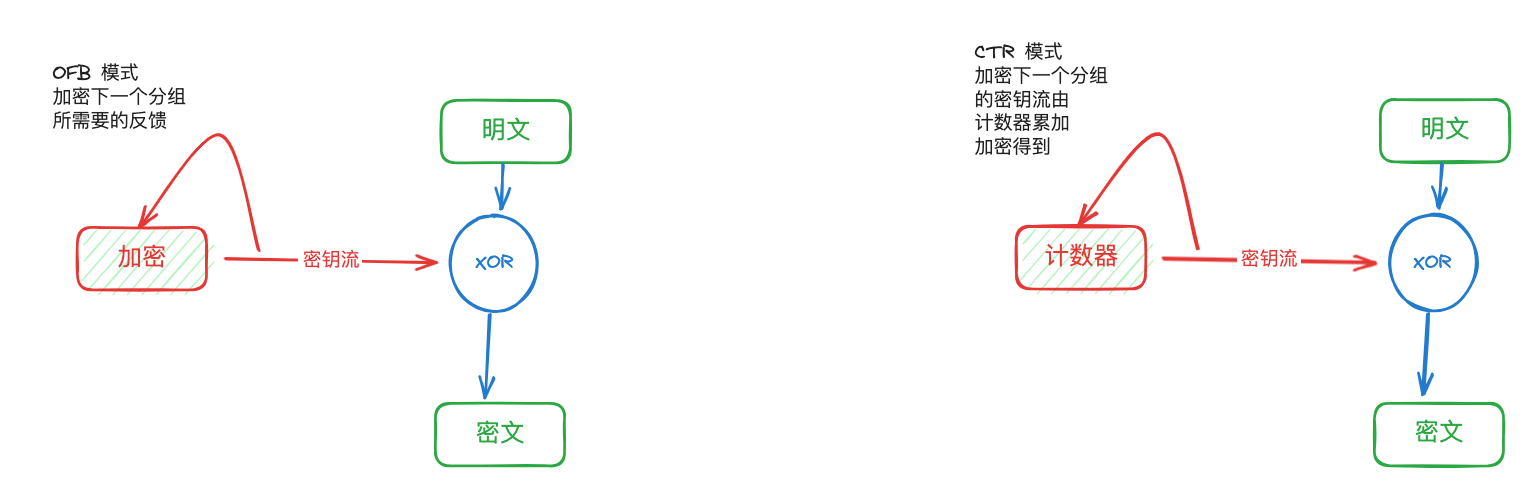 OFB 模式
加密下一个分组
所需要的反馈
明文
加密
密钥流
XOR
密文
CTR 模式
加密下一个分组
的密钥流由
计数器累加
加密得到
明文
计数器
密钥流
XOR
密文